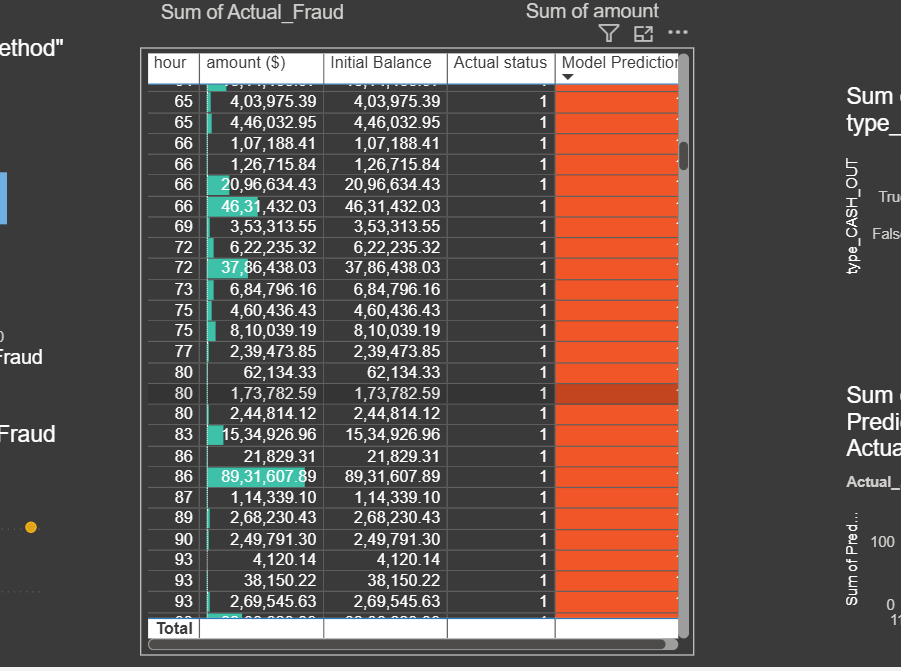 Sum of Actual_Fraud
Sum of amount
ethod"
hour amount ($) Initial Balance Actual status Model Prediction
65 4,03,975.39 4,03,975.39 1
65 4,46,032.95 4,46,032.95 1
66 1,07,188.41 1,07,188.41 1
66 1,26,715.84 1,26,715.84 1
66 20,96,634.43 20,96,634.43 1
66 46,31,432.03 46,31,432.03 1
69 3,53,313.55 3,53,313.55 1
72 6,22,235.32 6,22,235.32 1
72 37,86,438.03 37,86,438.03 1
73 6,84,796.16 6,84,796.16 1
75 4,60,436.43 4,60,436.43 1
75 8,10,039.19 8,10,039.19 1
77 2,39,473.85 2,39,473.85 1
80 62,134.33 62,134.33 1
80 1,73,782.59 1,73,782.59 1
80 2,44,814.12 2,44,814.12 1
83 15,34,926.96 15,34,926.96 1
86 21,829.31 21,829.31 1
86 89,31,607.89 89,31,607.89 1
87 1,14,339.10 1,14,339.10 1
89 2,68,230.43 2,68,230.43 1
90 2,49,791.30 2,49,791.30 1
93 4,120.14 4,120.14 1
93 38,150.22 38,150.22 1
93 2,69,545.63 2,69,545.63 1
Total
Fraud
Fraud
Sum
type_
type_CASH_OUT
Tru
Fals
Sum
Predi
Actua
Actual_
Sum of Pred...
100
0